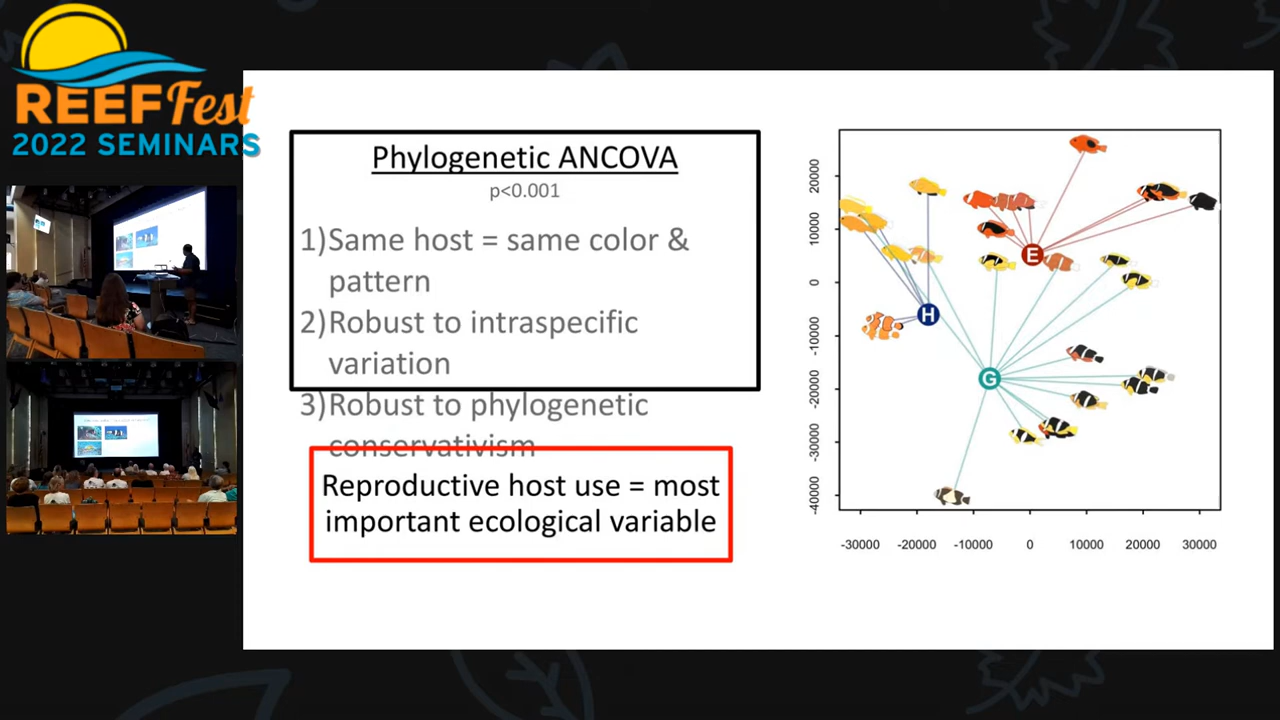 REEF Fest
2022 SEMINARS
Phylogenetic ANCOVA
p<0.001
1)Same host = same color &
pattern
2)Robust to intraspecific
variation
3)Robust to phylogenetic
conservativism
Reproductive host use = most
important ecological variable
20000
10000
0
-10000
-20000
-30000
-40000
E
H
G
-30000
-20000
-10000
0
10000
20000
30000